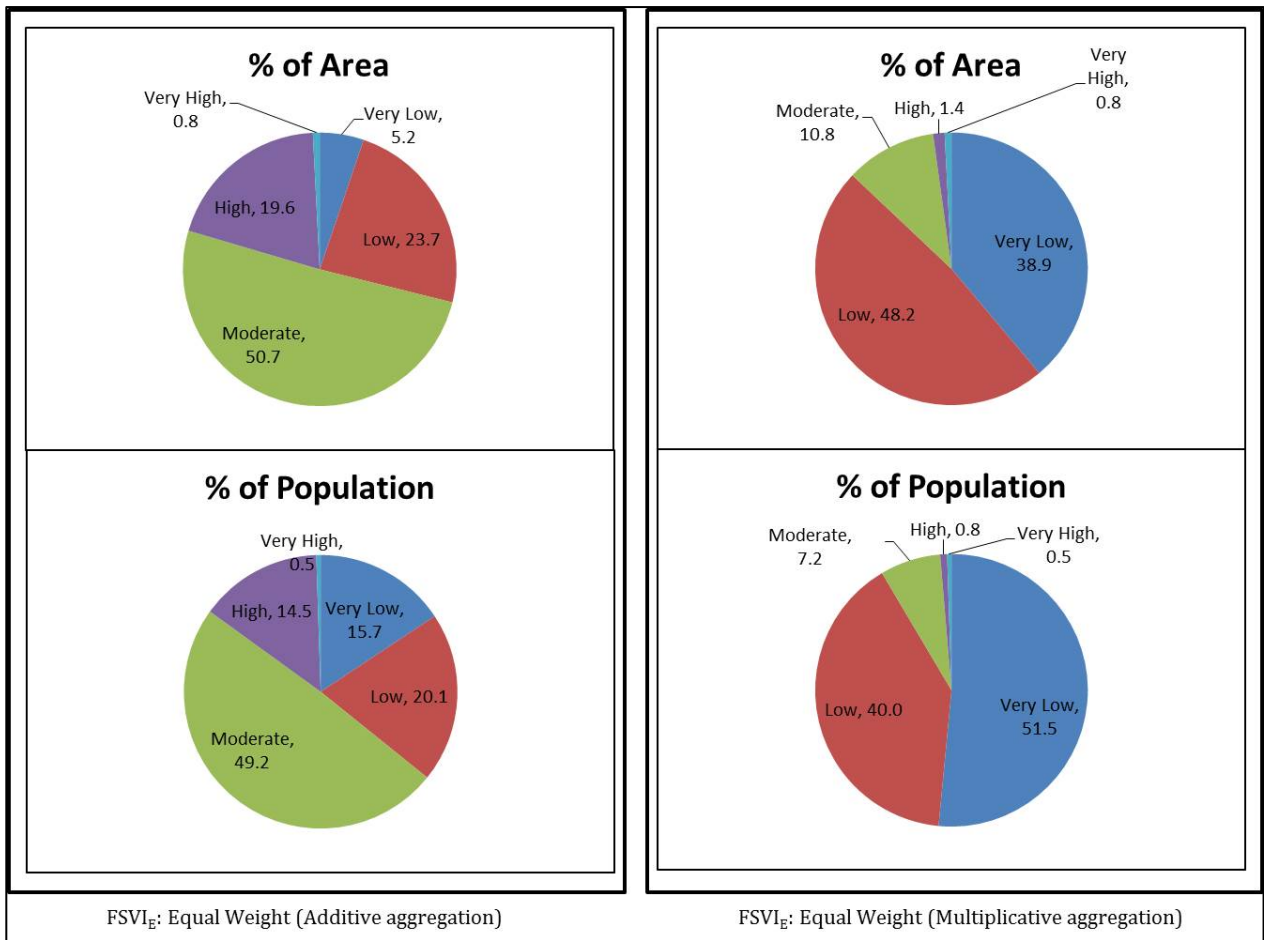 % of Area
Very High,
0.8
Very Low,
5.2
High, 19.6
Low, 23.7
Moderate,
50.7
% of Population
Very High,
0.5
High, 14.5
Very Low,
15.7
Low, 20.1
Moderate,
49.2
FSVIE: Equal Weight (Additive aggregation)
% of Area
Very
High,
0.8
High, 1.4
Moderate,
10.8
Very Low,
38.9
Low, 48.2
% of Population
High, 0.8
Very High,
0.5
Moderate,
7.2
Low, 40.0
Very Low,
51.5
FSVIE: Equal Weight (Multiplicative aggregation)